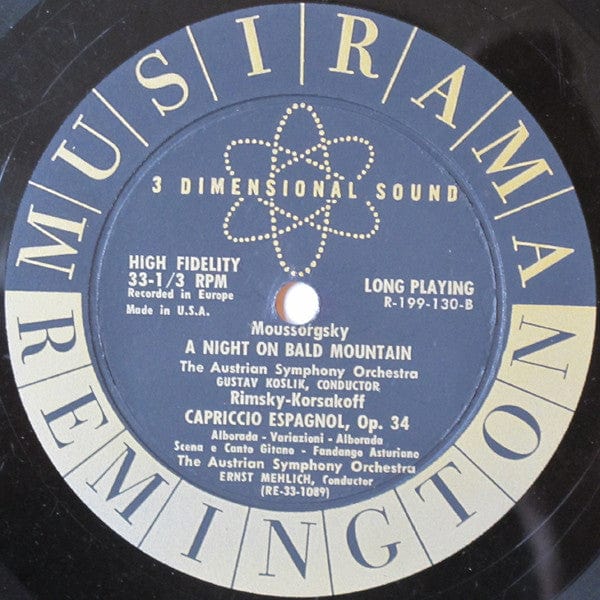 MUSIRAMA
REMINGTON
3 DIMENSIONAL SOUND
HIGH FIDELITY
33-1/3 RPM
Recorded in Europe
Made in U.S.A.
LONG PLAYING
R-199-130-B
Moussorgsky
A NIGHT ON BALD MOUNTAIN
The Austrian Symphony Orchestra
GUSTAV KOSLIK, CONDUCTOR
Rimsky-Korsakoff
CAPRICCIO ESPAGNOL, Op. 34
Alborada - Variazioni - Alborada
Scena e Canto Gitano - Fandango Asturiano
The Austrian Symphony Orchestra
ERNST MEHLICH, Conductor
(RE-33-1089)